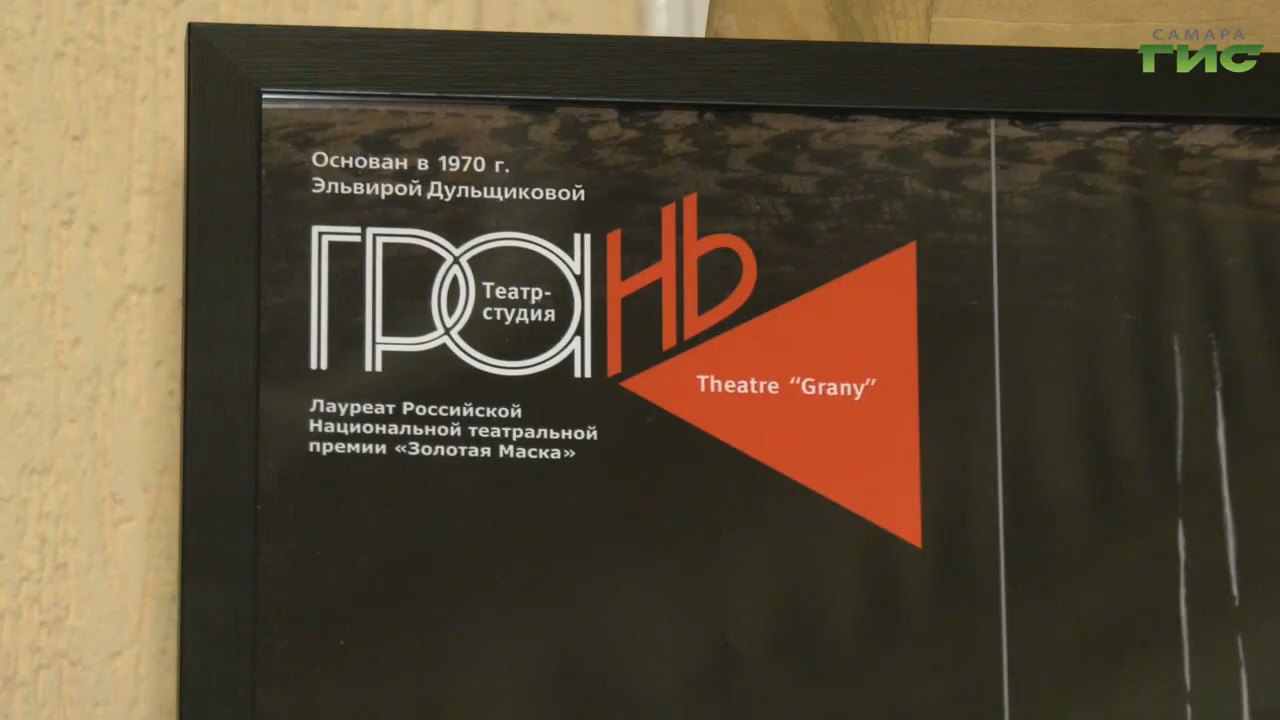 САМАРА
ГИС
Основан в 1970 г.
Эльвирой Дульщиковой
ГРАНЬ
Театр-
студия
Theatre “Grany”
Лауреат Российской
Национальной театральной
премии «Золотая Маска»